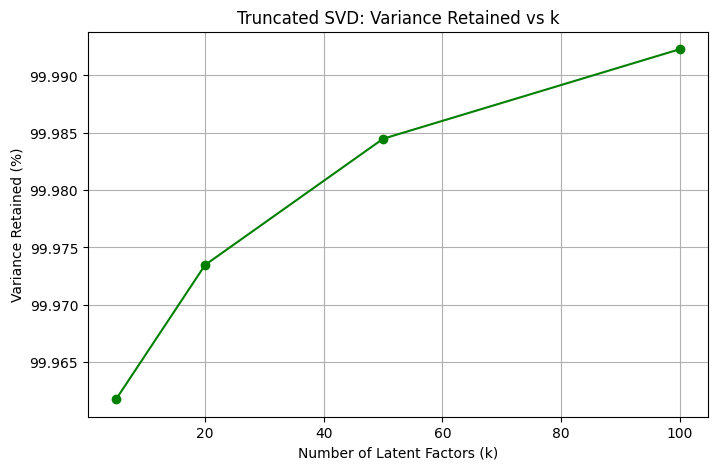 Truncated SVD: Variance Retained vs k
Variance Retained (%)
99.990
99.985
99.980
99.975
99.970
99.965
20 40 60 80 100
Number of Latent Factors (k)